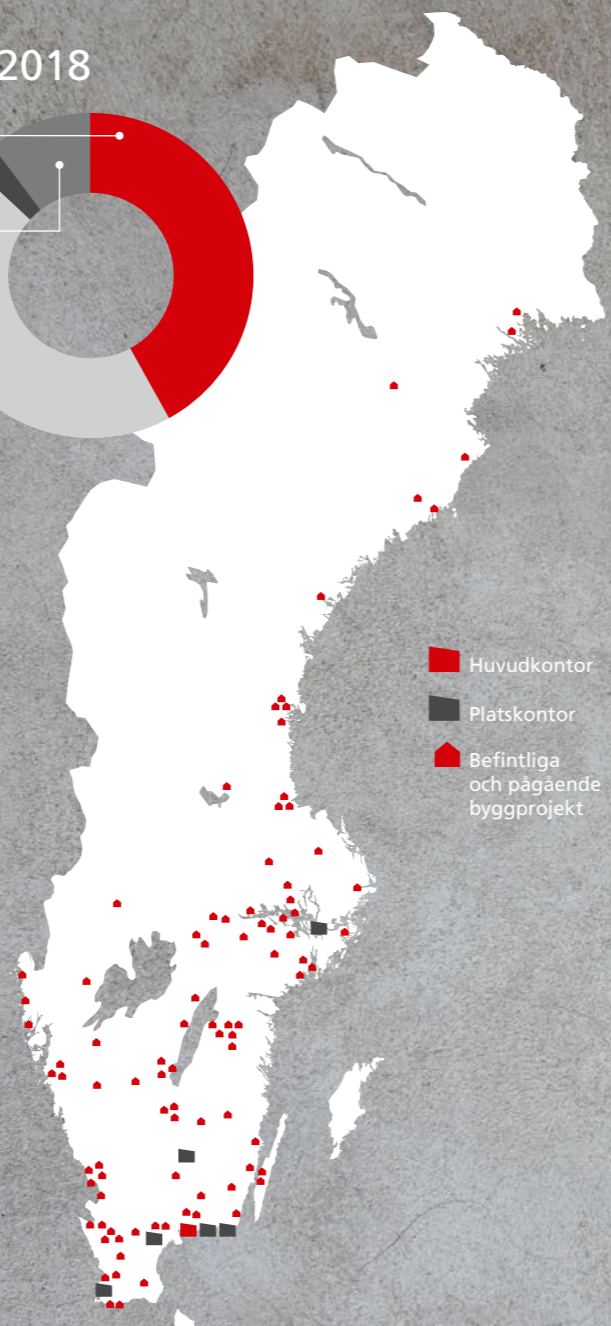 2018
Huvudkontor
Platskontor
Befintliga
och pågående
byggprojekt